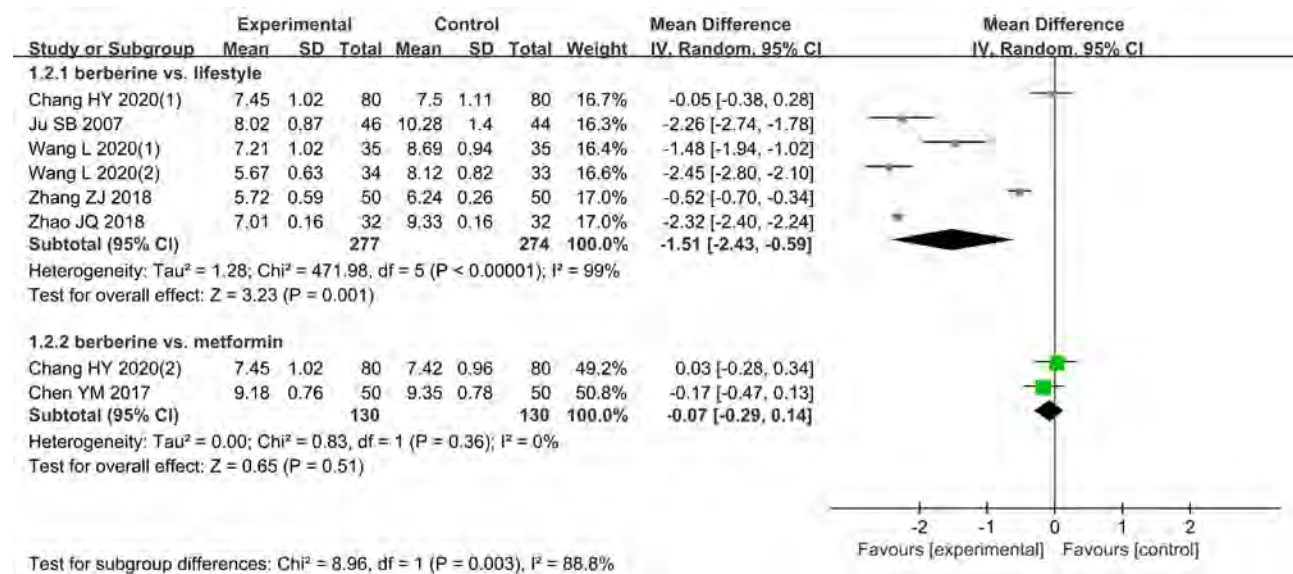 Experimental Control Mean Difference Mean Difference
Study or Subgroup Mean SD Total Mean SD Total Weight IV, Random, 95% CI IV, Random, 95% CI
1.2.1 berberine vs. lifestyle
Chang HY 2020(1) 7.45 1.02 80 7.5 1.11 80 16.7% -0.05 [-0.38, 0.28]
Ju SB 2007 8.02 0.87 46 10.28 1.4 44 16.3% -2.26 [-2.74, -1.78]
Wang L 2020(1) 7.21 1.02 35 8.69 0.94 35 16.4% -1.48 [-1.94, -1.02]
Wang L 2020(2) 5.67 0.63 34 8.12 0.82 33 16.6% -2.45 [-2.80, -2.10]
Zhang ZJ 2018 5.72 0.59 50 6.24 0.26 50 17.0% -0.52 [-0.70, -0.34]
Zhao JQ 2018 7.01 0.16 32 9.33 0.16 32 17.0% -2.32 [-2.40, -2.24]
Subtotal (95% CI) 277 274 100.0% -1.51 [-2.43, -0.59]
Heterogeneity: Tau² = 1.28; Chi² = 471.98, df = 5 (P < 0.00001); I² = 99%
Test for overall effect: Z = 3.23 (P = 0.001)
1.2.2 berberine vs. metformin
Chang HY 2020(2) 7.45 1.02 80 7.42 0.96 80 49.2% 0.03 [-0.28, 0.34]
Chen YM 2017 9.18 0.76 50 9.35 0.78 50 50.8% -0.17 [-0.47, 0.13]
Subtotal (95% CI) 130 130 100.0% -0.07 [-0.29, 0.14]
Heterogeneity: Tau² = 0.00; Chi² = 0.83, df = 1 (P = 0.36); I² = 0%
Test for overall effect: Z = 0.65 (P = 0.51)
-2 -1 0 1 2
Favours [experimental] Favours [control]
Test for subgroup differences: Chi² = 8.96, df = 1 (P = 0.003), I² = 88.8%